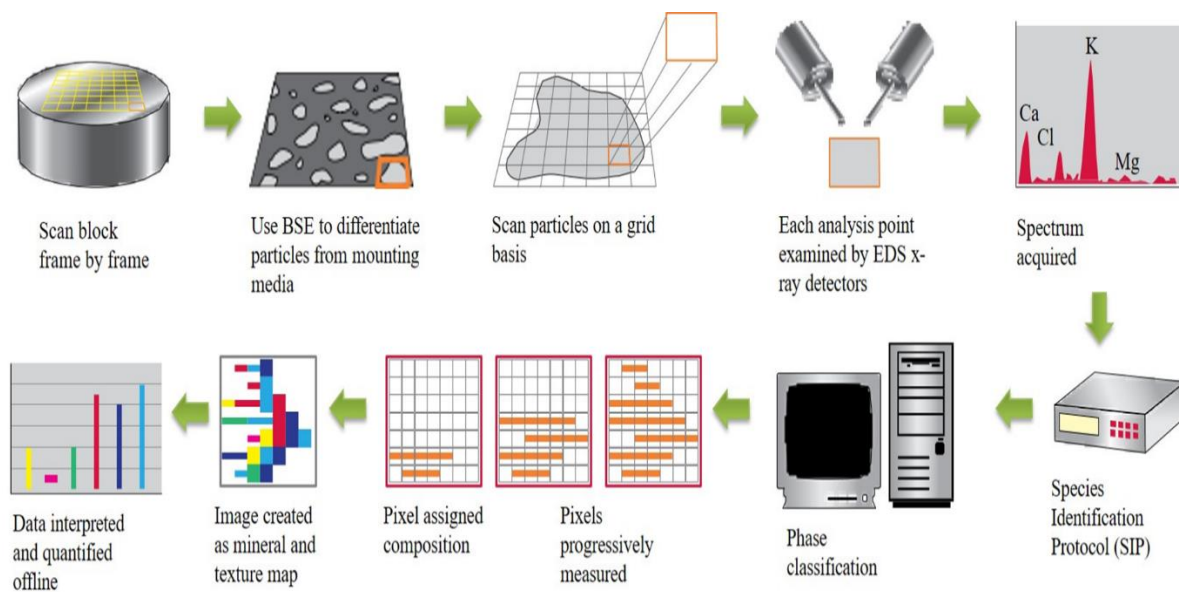 Scan block
frame by frame
Use BSE to differentiate
particles from mounting
media
Scan particles on a grid
basis
Each analysis point
examined by EDS x-
ray detectors
Ca
Cl
K
Mg
Spectrum
acquired
Species
Identification
Protocol (SIP)
Phase
classification
Pixels
progressively
measured
Pixel assigned
composition
Image created
as mineral and
texture map
Data interpreted
and quantified
offline